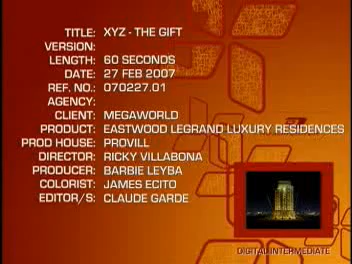 TITLE: XYZ - THE GIFT
VERSION:
LENGTH: 60 SECONDS
DATE: 27 FEB 2007
REF. NO.: 070227.01
AGENCY:
CLIENT: MEGAWORLD
PRODUCT: EASTWOOD LEGRAND LUXURY RESIDENCES
PROD HOUSE: PROVILL
DIRECTOR: RICKY VILLABONA
PRODUCER: BARBIE LEYBA
COLORIST: JAMES ECITO
EDITOR/S: CLAUDE GARDE
DIGITAL INTERMEDIATE